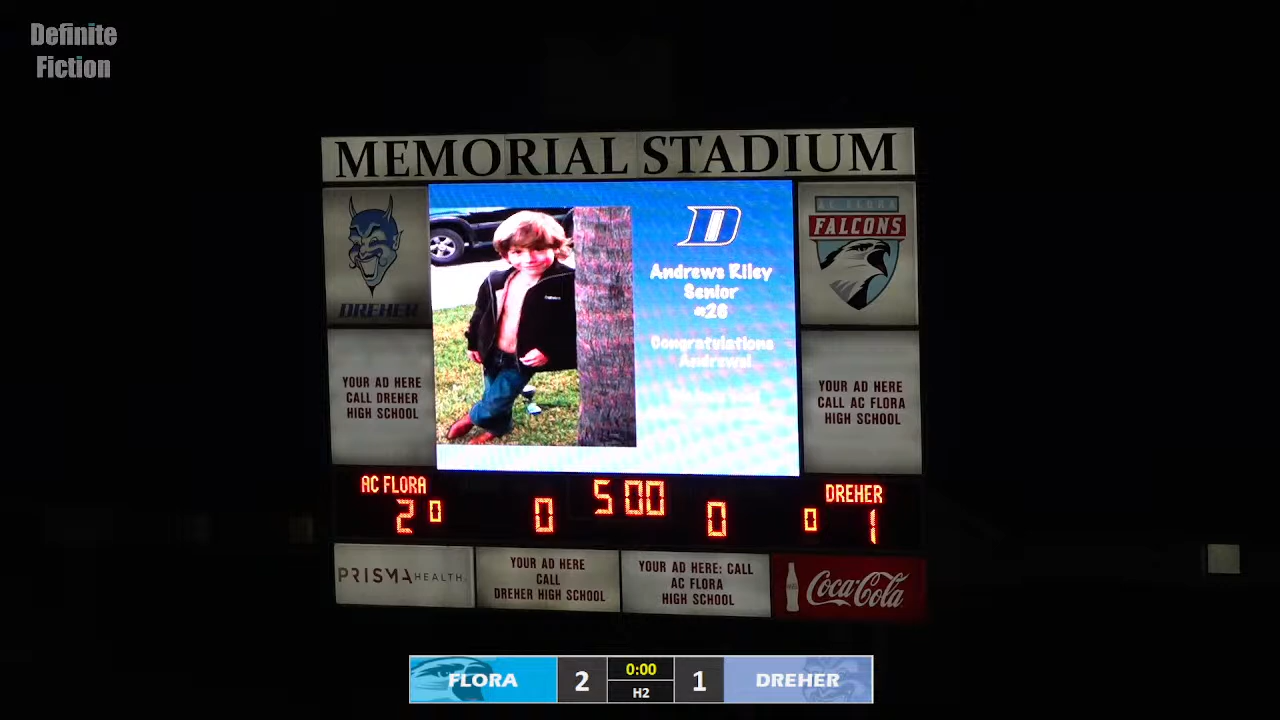 Definite
Fiction
MEMORIAL STADIUM
DREHER
D
Andrews Riley
Senior
#26
Congratulations
Andrews!
AC FLORA
FALCONS
YOUR AD HERE
CALL DREHER
HIGH SCHOOL
YOUR AD HERE
CALL AC FLORA
HIGH SCHOOL
AC FLORA 5:00 DREHER
2 0 0 0 0 1
PRISMA HEALTH
YOUR AD HERE
CALL
DREHER HIGH SCHOOL
YOUR AD HERE: CALL
AC FLORA
HIGH SCHOOL
Coca-Cola
FLORA 2 0:00 1 DREHER
H2